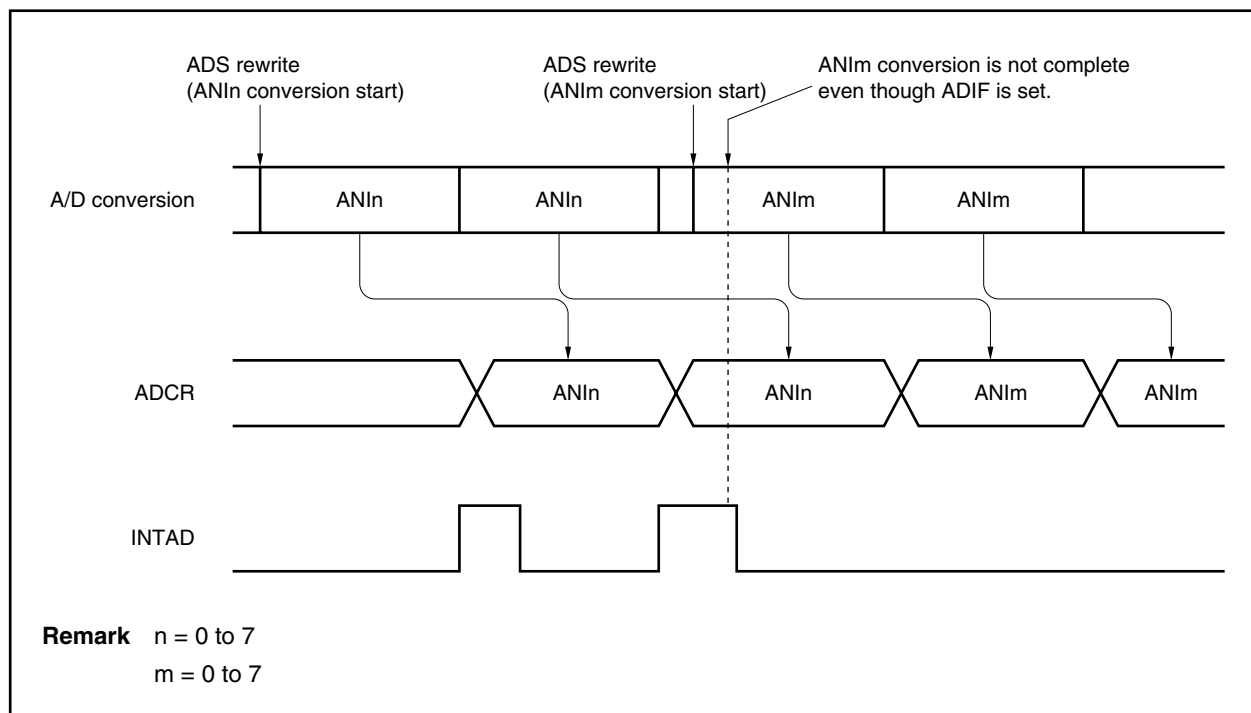 ADS rewrite
(ANIn conversion start)
ADS rewrite
(ANIm conversion start)
ANIm conversion is not complete
even though ADIF is set.
A/D conversion
ANIn
ANIn
ANIm
ANIm
ADCR
ANIn
ANIn
ANIm
ANIm
INTAD
Remark n = 0 to 7
m = 0 to 7